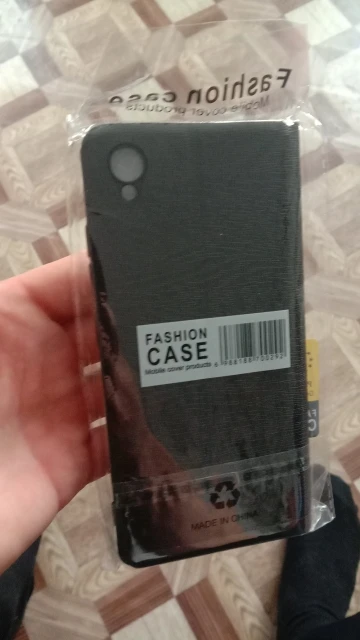 Fashion case
Mobile cover products
FASHION
CASE
Mobile cover products
MADE IN CHINA